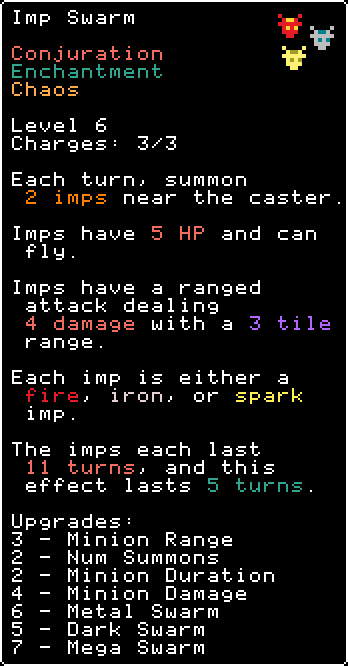 Imp Swarm
Conjuration
Enchantment
Chaos
Level 6
Charges: 3/3
Each turn, summon
2 imps near the caster.
Imps have 5 HP and can
fly.
Imps have a ranged
attack dealing
4 damage with a 3 tile
range.
Each imp is either a
fire, iron, or spark
imp.
The imps each last
11 turns, and this
effect lasts 5 turns.
Upgrades:
3 - Minion Range
2 - Num Summons
2 - Minion Duration
4 - Minion Damage
6 - Metal Swarm
5 - Dark Swarm
7 - Mega Swarm